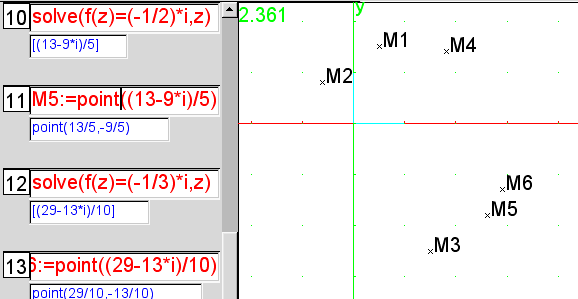 10 solve(f(z)=(-1/2)*i,z)
[(13-9*i)/5]
11 M5:=point((13-9*i)/5)
point(13/5,-9/5)
12 solve(f(z)=(-1/3)*i,z)
[(29-13*i)/10]
13 6:=point((29-13*i)/10)
point(29/10,-13/10)
2.361
y
M1
M4
M2
M6
M5
M3